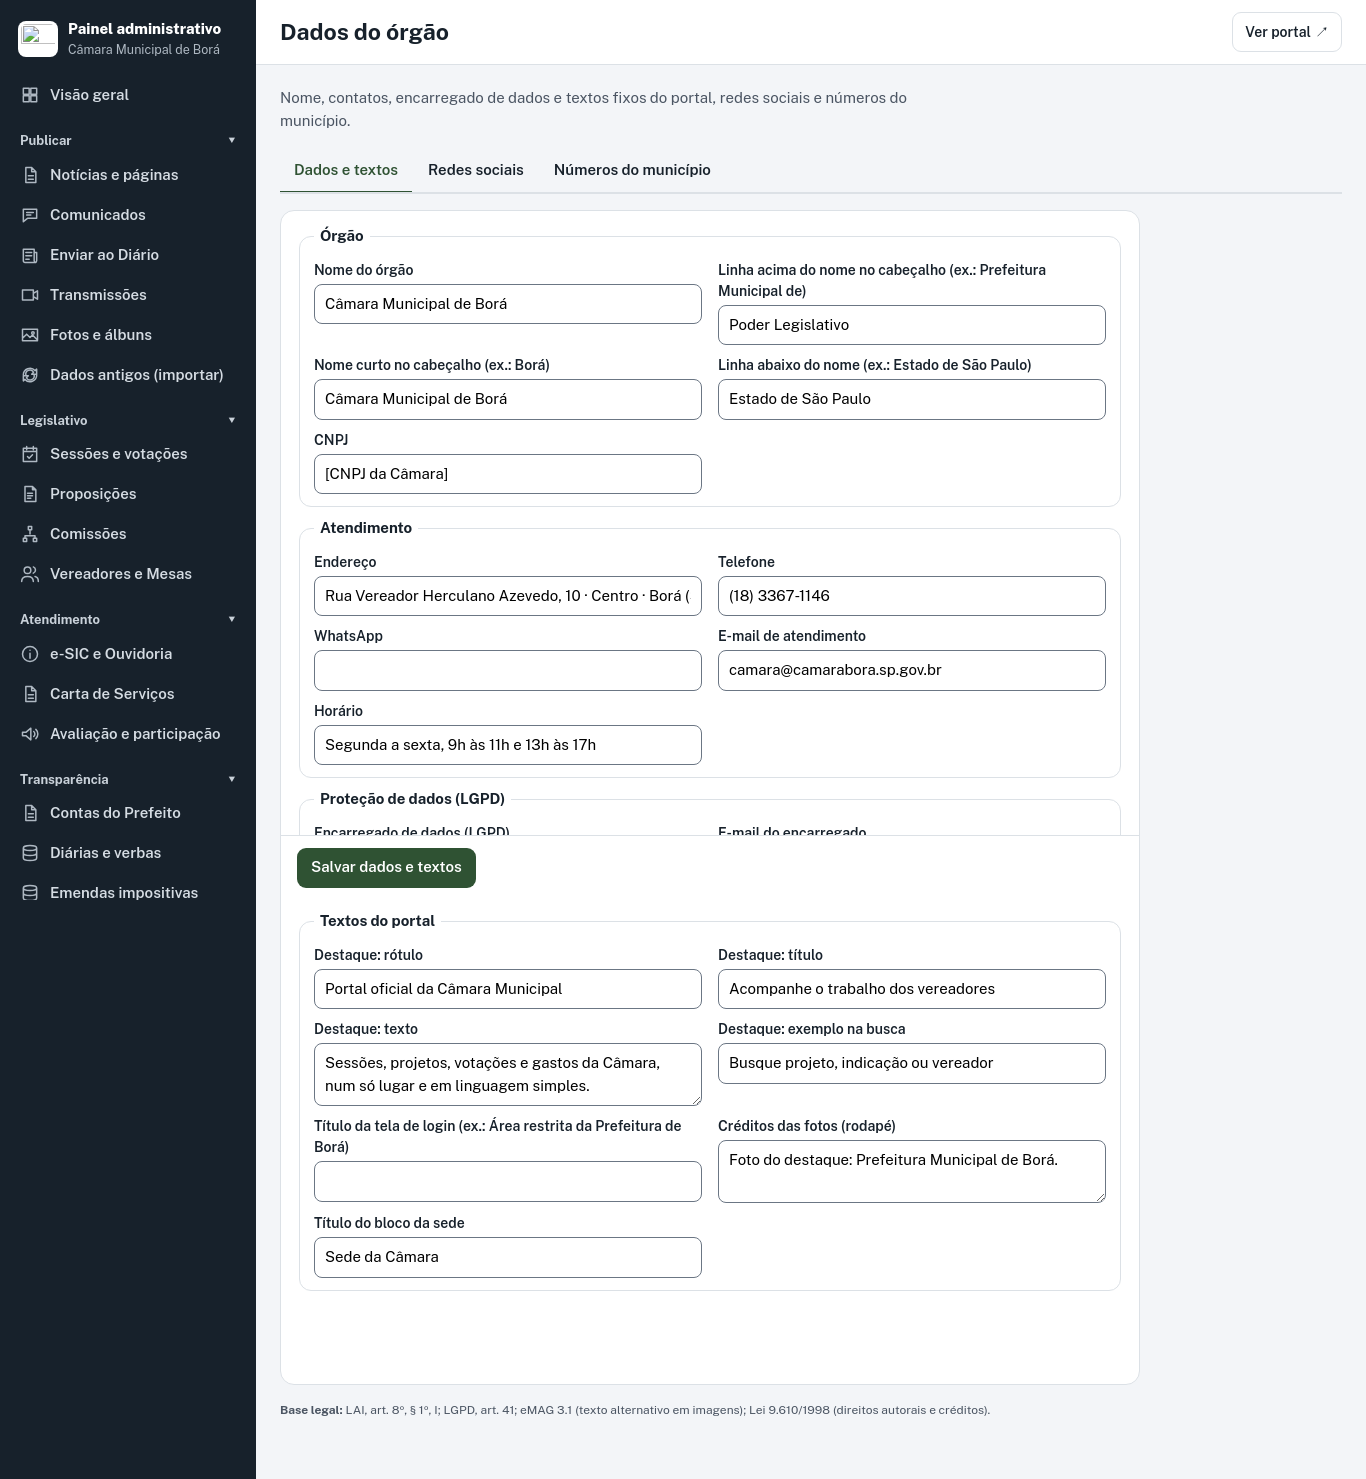 Painel administrativo
Câmara Municipal de Borá
Visão geral
Publicar
Notícias e páginas
Comunicados
Enviar ao Diário
Transmissões
Fotos e álbuns
Dados antigos (importar)
Legislativo
Sessões e votações
Proposições
Comissões
Vereadores e Mesas
Atendimento
e-SIC e Ouvidoria
Carta de Serviços
Avaliação e participação
Transparência
Contas do Prefeito
Diárias e verbas
Emendas impositivas
Dados do órgão
Ver portal ↗
Nome, contatos, encarregado de dados e textos fixos do portal, redes sociais e números do
município.
Dados e textos Redes sociais Números do município
Órgão
Nome do órgão
Câmara Municipal de Borá
Linha acima do nome no cabeçalho (ex.: Prefeitura
Municipal de)
Poder Legislativo
Nome curto no cabeçalho (ex.: Borá)
Câmara Municipal de Borá
Linha abaixo do nome (ex.: Estado de São Paulo)
Estado de São Paulo
CNPJ
[CNPJ da Câmara]
Atendimento
Endereço
Rua Vereador Herculano Azevedo, 10 · Centro · Borá (
Telefone
(18) 3367-1146
WhatsApp
E-mail de atendimento
camara@camarabora.sp.gov.br
Horário
Segunda a sexta, 9h às 11h e 13h às 17h
Proteção de dados (LGPD)
Encarregado de dados (LGPD)
E-mail do encarregado
Salvar dados e textos
Textos do portal
Destaque: rótulo
Portal oficial da Câmara Municipal
Destaque: título
Acompanhe o trabalho dos vereadores
Destaque: texto
Sessões, projetos, votações e gastos da Câmara,
num só lugar e em linguagem simples.
Destaque: exemplo na busca
Busque projeto, indicação ou vereador
Título da tela de login (ex.: Área restrita da Prefeitura de
Borá)
Créditos das fotos (rodapé)
Foto do destaque: Prefeitura Municipal de Borá.
Título do bloco da sede
Sede da Câmara
Base legal: LAI, art. 8º, § 1º, I; LGPD, art. 41; eMAG 3.1 (texto alternativo em imagens); Lei 9.610/1998 (direitos autorais e créditos).